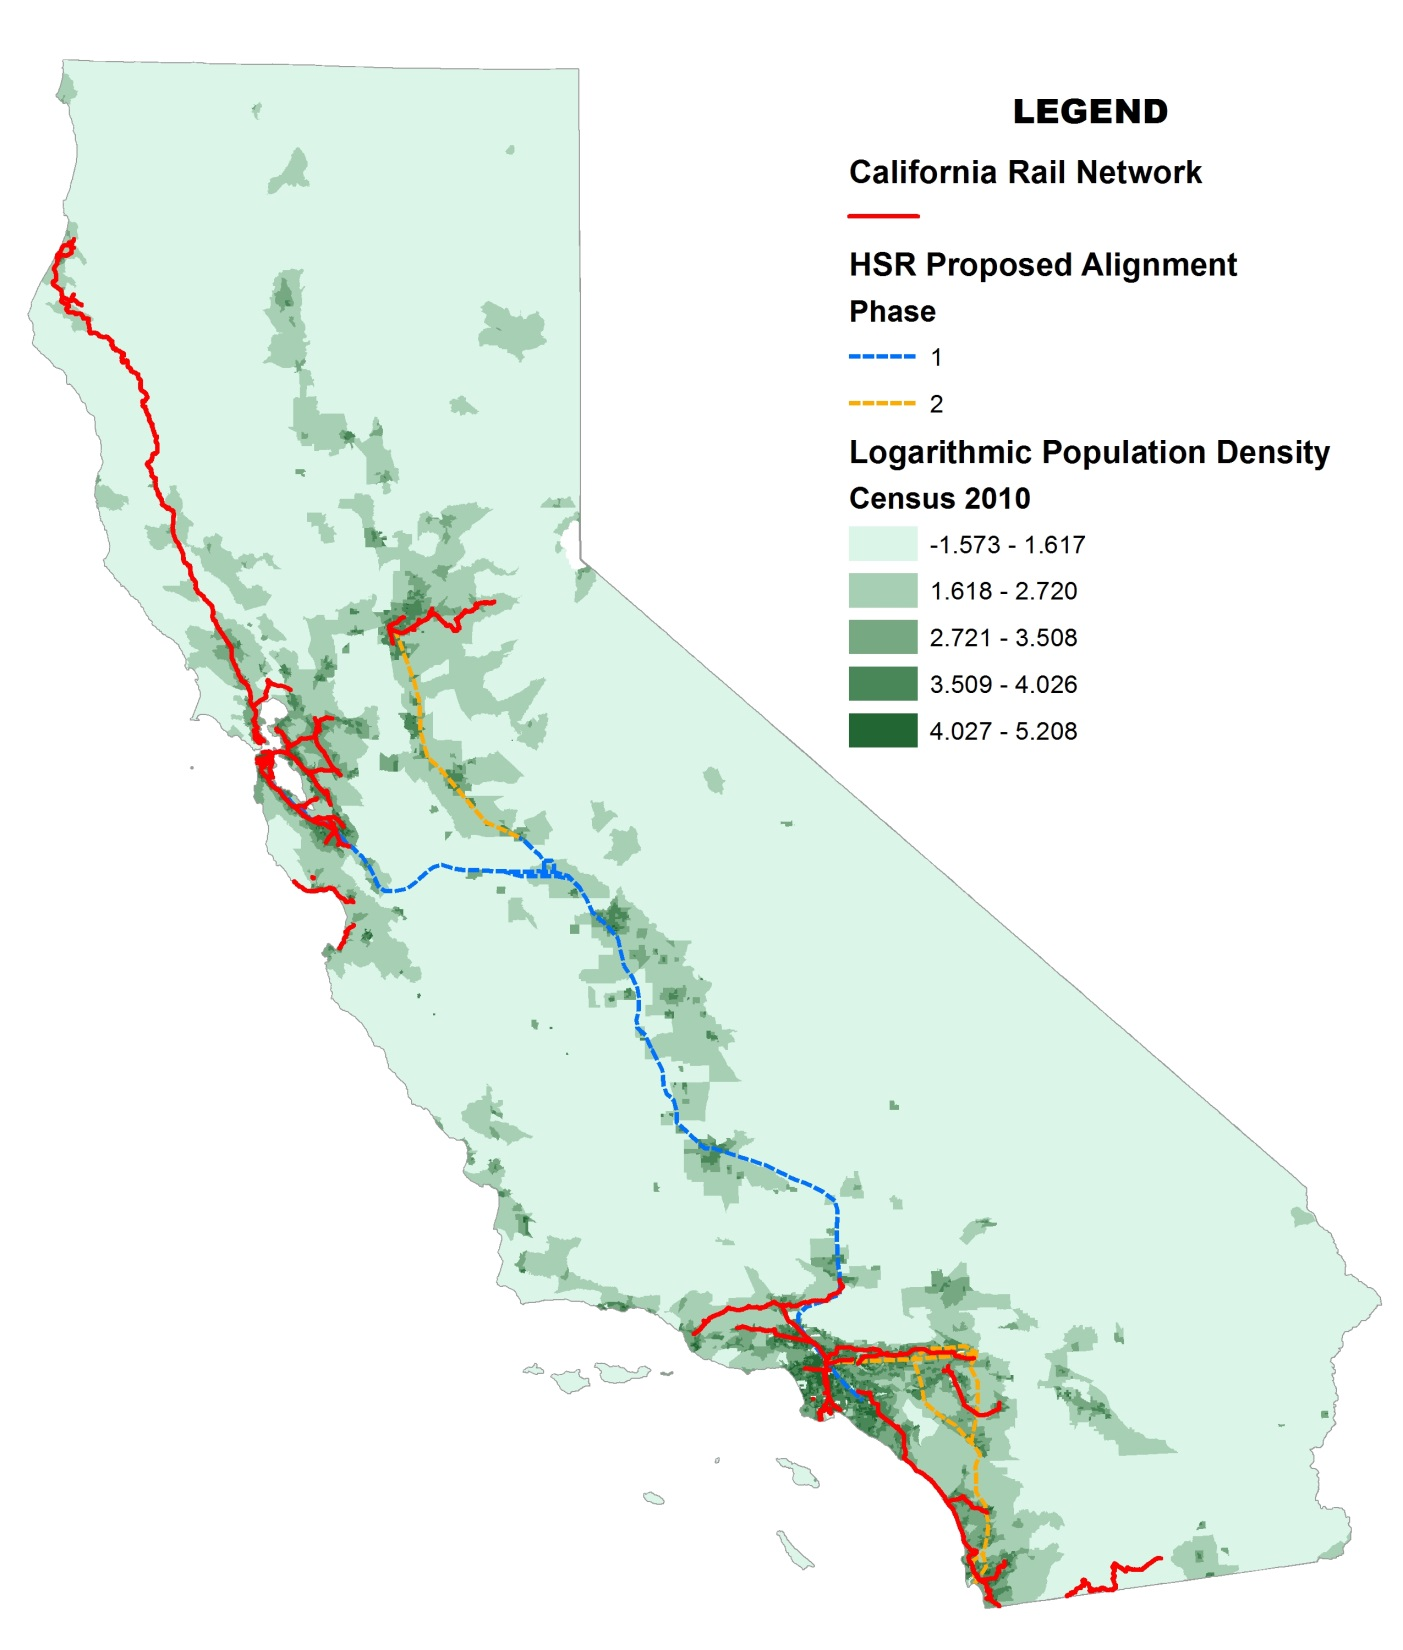 LEGEND
California Rail Network
HSR Proposed Alignment
Phase
1
2
Logarithmic Population Density
Census 2010
-1.573 - 1.617
1.618 - 2.720
2.721 - 3.508
3.509 - 4.026
4.027 - 5.208